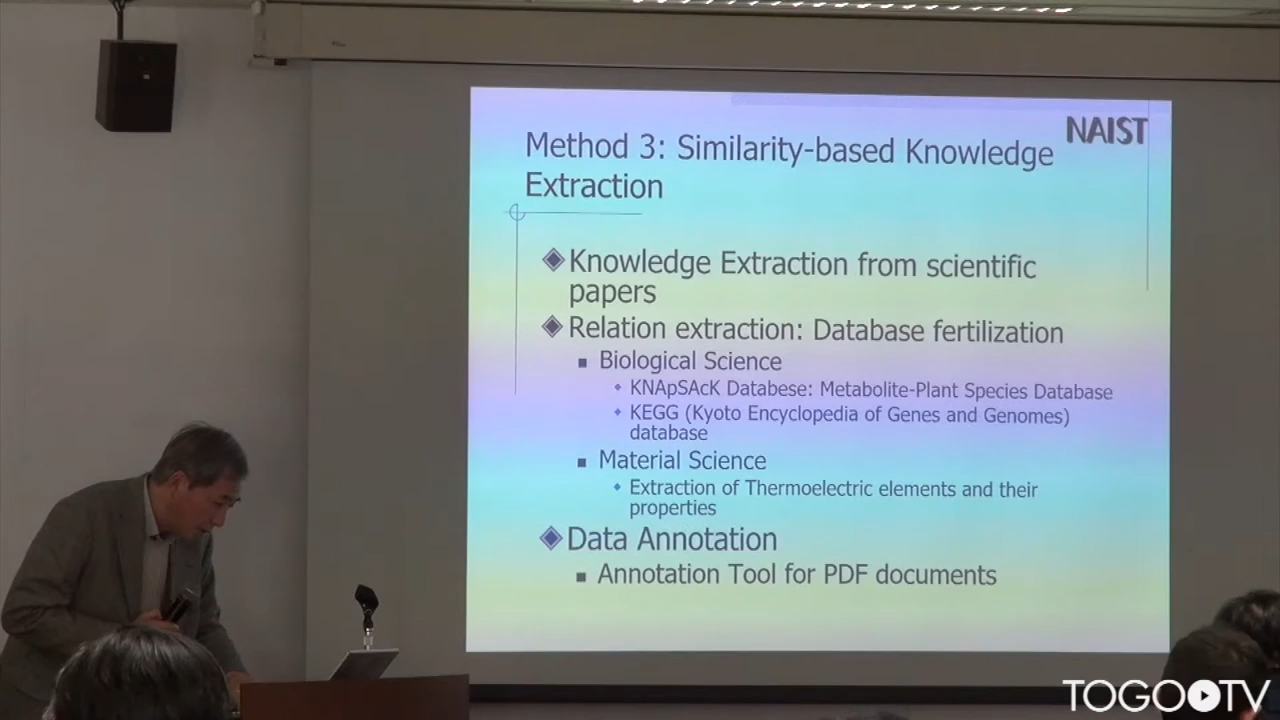 NAIST
Method 3: Similarity-based Knowledge
Extraction
Knowledge Extraction from scientific
papers
Relation extraction: Database fertilization
Biological Science
KNApSAcK Databese: Metabolite-Plant Species Database
KEGG (Kyoto Encyclopedia of Genes and Genomes)
database
Material Science
Extraction of Thermoelectric elements and their
properties
Data Annotation
Annotation Tool for PDF documents
TOGO TV